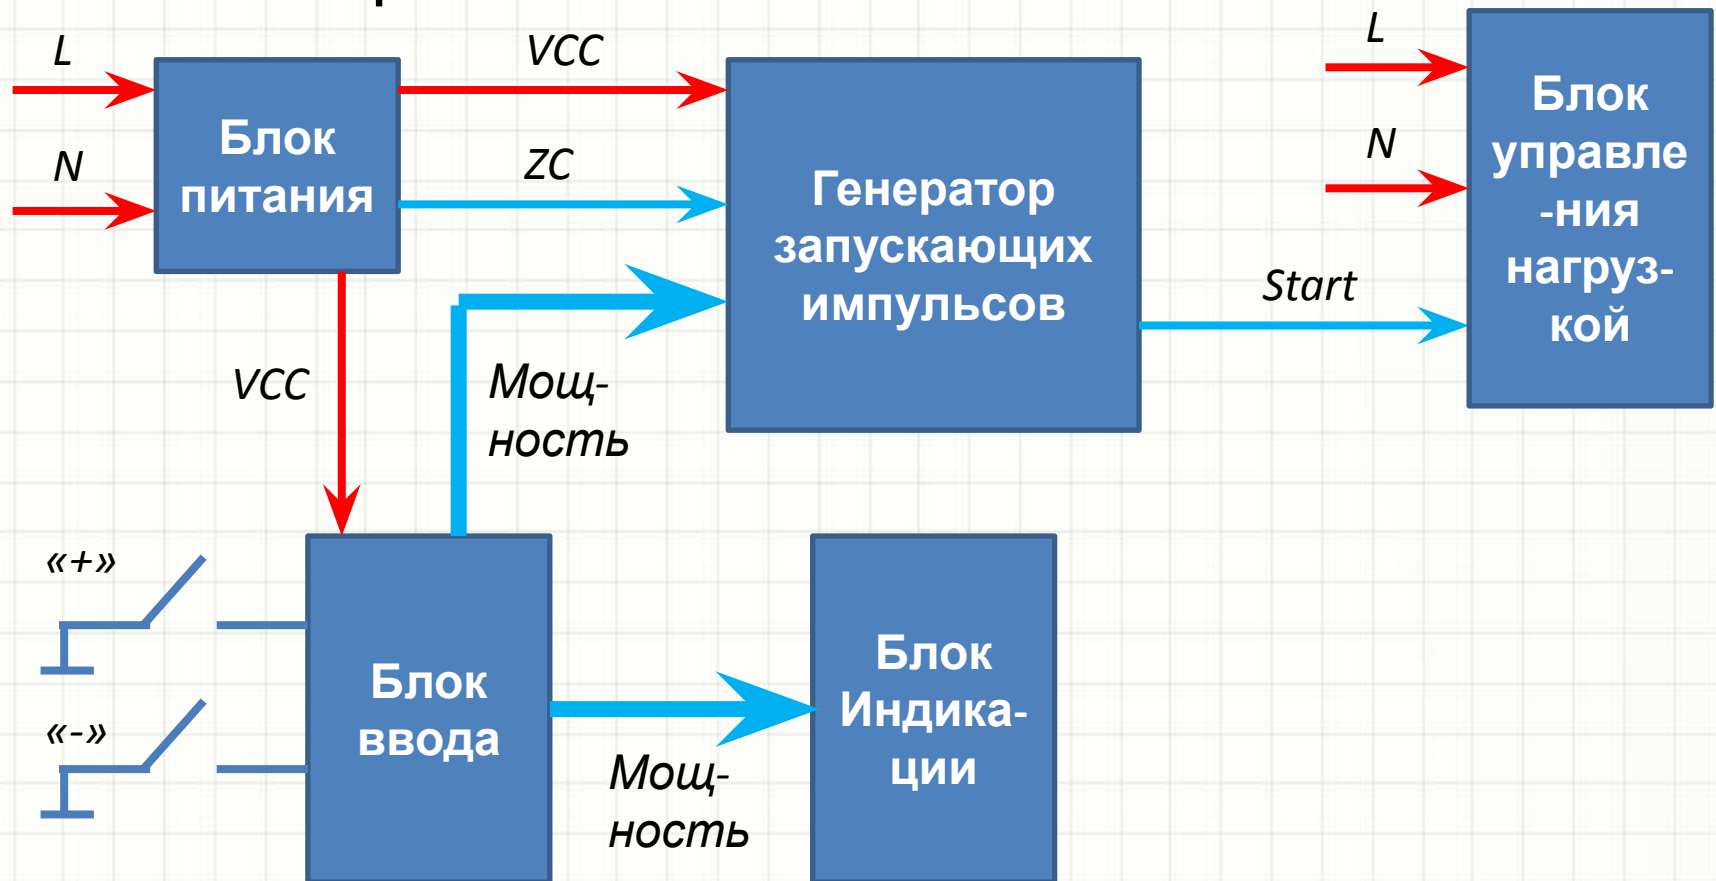 L
VCC
L
Блок
питания
N
ZC
Генератор
запускающих
импульсов
Блок
управле
-ния
нагруз-
кой
N
Start
VCC
Мощ-
ность
«+»
«-»
Блок
ввода
Мощ-
ность
Блок
Индика-
ции